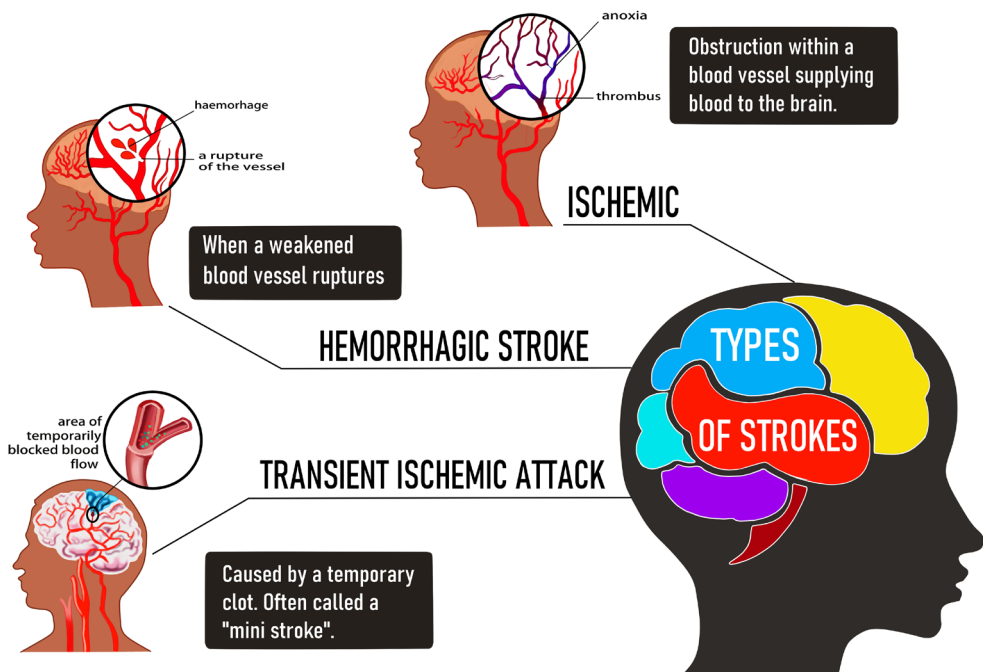 anoxia
thrombus
Obstruction within a
blood vessel supplying
blood to the brain.
ISCHEMIC
haemorhage
a rupture
of the vessel
When a weakened
blood vessel ruptures
HEMORRHAGIC STROKE
TYPES
OF STROKES
area of
temporarily
blocked blood
flow
TRANSIENT ISCHEMIC ATTACK
Caused by a temporary
clot. Often called a
"mini stroke".